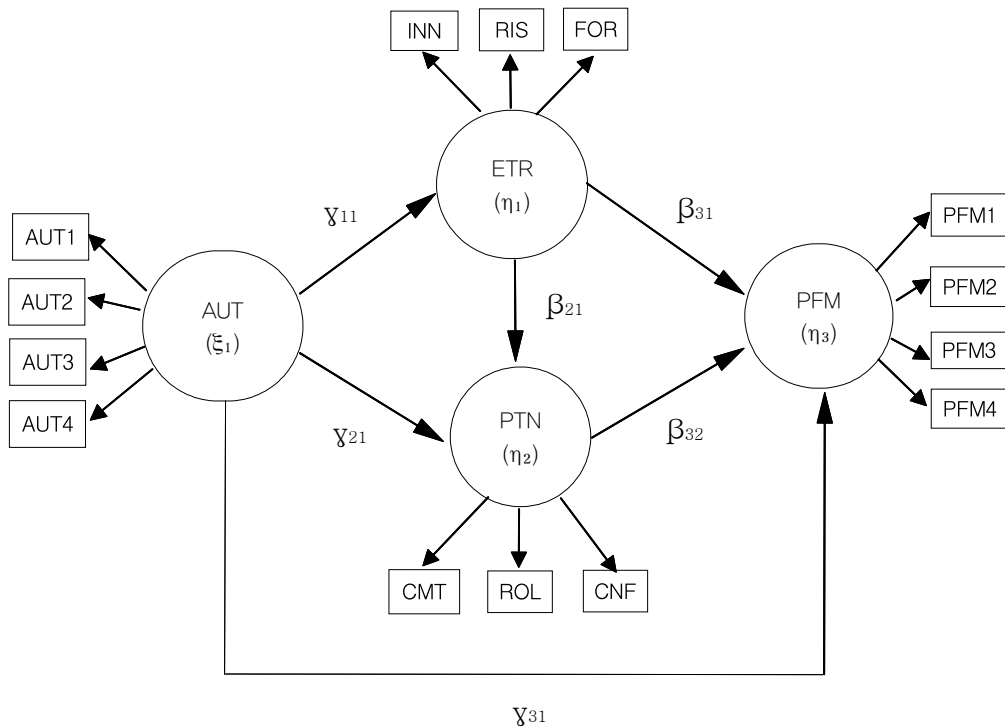 INN
RIS
FOR
ETR
(η₁)
ɣ₁₁
β₃₁
AUT1
AUT2
AUT3
AUT4
AUT
(ξ₁)
β₂₁
PFM
(η₃)
PFM1
PFM2
PFM3
PFM4
ɣ₂₁
PTN
(η₂)
β₃₂
CMT
ROL
CNF
ɣ₃₁